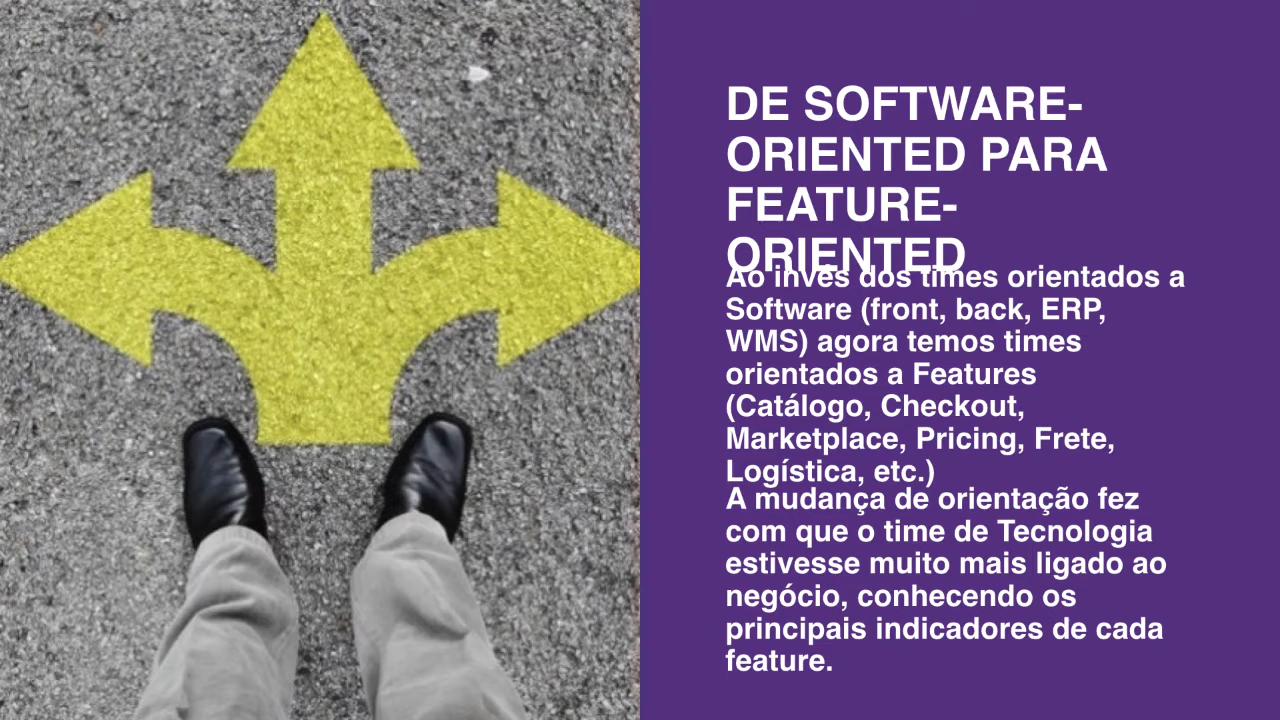 DE SOFTWARE-
ORIENTED PARA
FEATURE-
ORIENTED
Ao invés dos times orientados a
Software (front, back, ERP,
WMS) agora temos times
orientados a Features
(Catálogo, Checkout,
Marketplace, Pricing, Frete,
Logística, etc.)
A mudança de orientação fez
com que o time de Tecnologia
estivesse muito mais ligado ao
negócio, conhecendo os
principais indicadores de cada
feature.